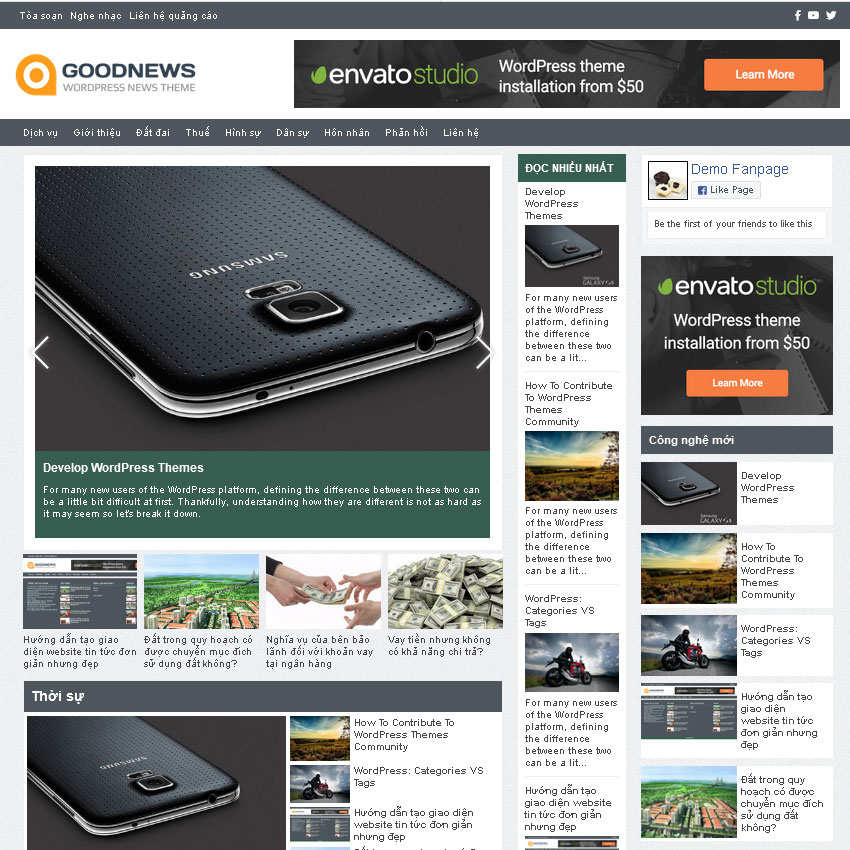 Tòa soạn Nghe nhạc Liên hệ quảng cáo
GOODNEWS
WORDPRESS NEWS THEME
envato studio
WordPress theme
installation from $50
Learn More
Dịch vụ Giới thiệu Đất đai Thuế Hình sự Dân sự Hôn nhân Phản hồi Liên hệ
SAMSUNG
Develop WordPress Themes
For many new users of the WordPress platform, defining the difference between these two can
be a little bit difficult at first. Thankfully, understanding how they are different is not as hard as
it may seem so let's break it down.
Hướng dẫn tạo giao
diện website tin tức đơn
giản nhưng đẹp
Đất trong quy hoạch có
được chuyển mục đích
sử dụng đất không?
Nghĩa vụ của bên bảo
lãnh đối với khoản vay
tại ngân hàng
Vay tiền nhưng không
có khả năng chi trả?
Thời sự
SAMSUNG
How To Contribute To
WordPress Themes
Community
WordPress: Categories VS
Tags
Hướng dẫn tạo giao diện
website tin tức đơn giản
nhưng đẹp
ĐỌC NHIỀU NHẤT
Develop
WordPress
Themes
Samsung
GALAXY S5
For many new users
of the WordPress
platform, defining
the difference
between these two
can be a lit...
How To Contribute
To WordPress
Themes
Community
For many new users
of the WordPress
platform, defining
the difference
between these two
can be a lit...
WordPress:
Categories VS
Tags
For many new users
of the WordPress
platform, defining
the difference
between these two
can be a lit...
Hướng dẫn tạo
giao diện website
tin tức đơn giản
nhưng đẹp
Demo Fanpage
Like Page
Be the first of your friends to like this
envato studio
WordPress theme
installation from $50
Learn More
Công nghệ mới
Samsung
GALAXY S5
Develop
WordPress
Themes
How To
Contribute To
WordPress
Themes
Community
WordPress:
Categories VS
Tags
Hướng dẫn tạo
giao diện
website tin tức
đơn giản nhưng
đẹp
Đất trong quy
hoạch có được
chuyển mục đích
sử dụng đất
không?